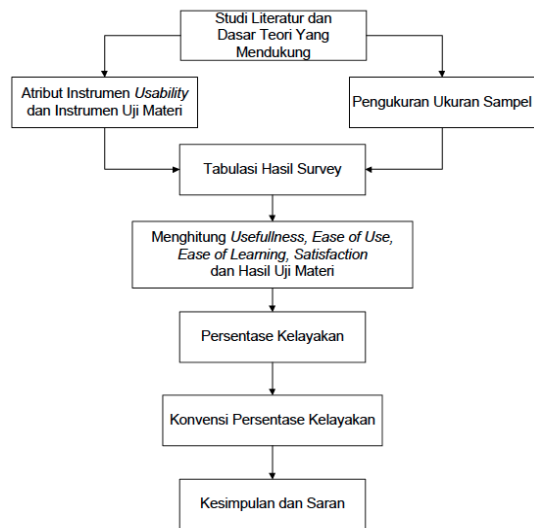 Studi Literatur dan
Dasar Teori Yang
Mendukung
Atribut Instrumen Usability
dan Instrumen Uji Materi
Pengukuran Ukuran Sampel
Tabulasi Hasil Survey
Menghitung Usefullness, Ease of Use,
Ease of Learning, Satisfaction
dan Hasil Uji Materi
Persentase Kelayakan
Konvensi Persentase Kelayakan
Kesimpulan dan Saran